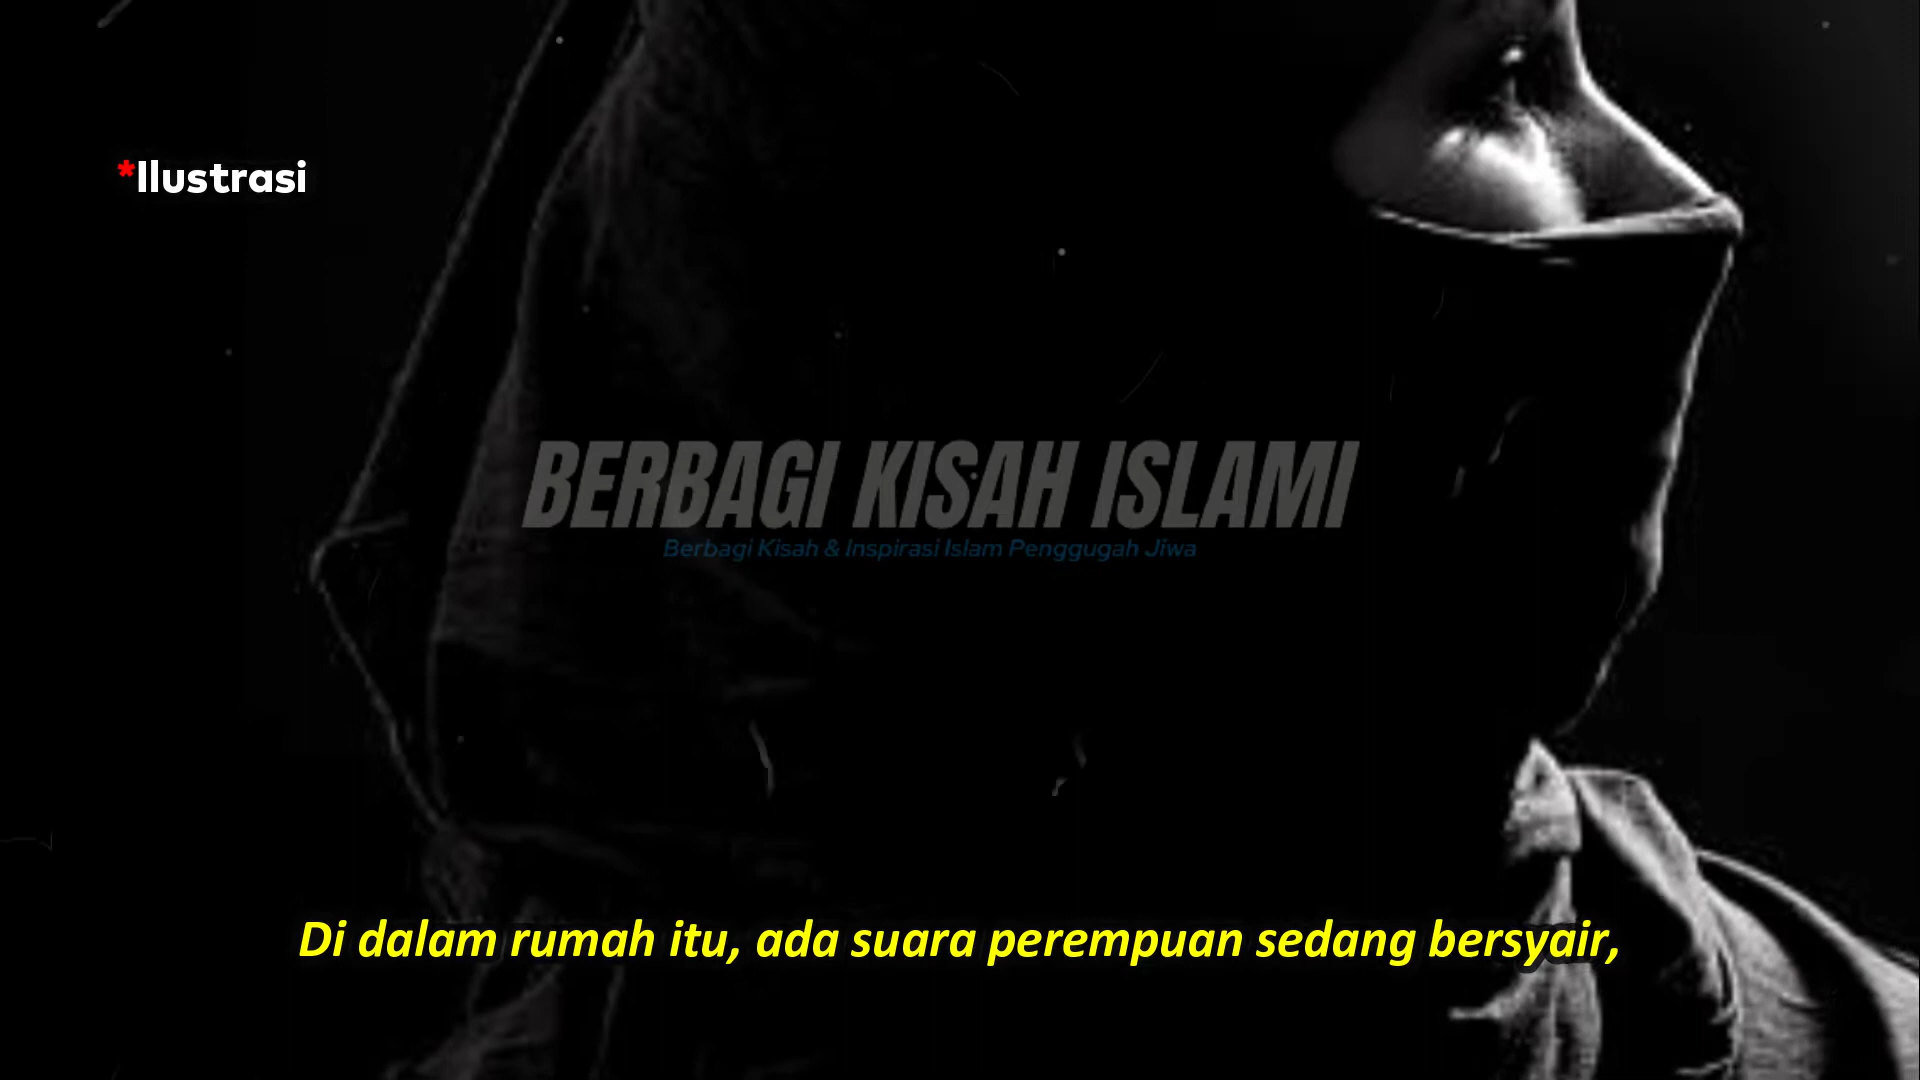 *Ilustrasi
BERBAGI KISAH ISLAMI
Berbagi Kisah & Inspirasi Islam Penggugah Jiwa
Di dalam rumah itu, ada suara perempuan sedang bersyair,